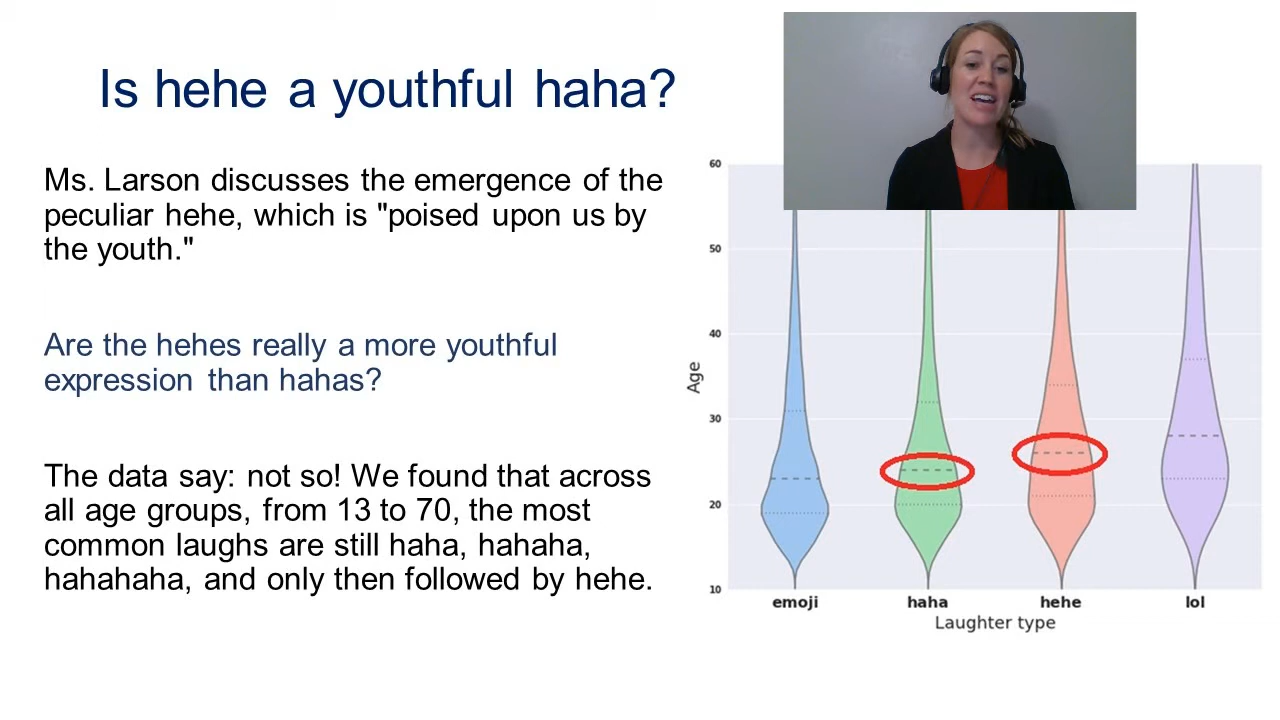 Is hehe a youthful haha?
Ms. Larson discusses the emergence of the
peculiar hehe, which is "poised upon us by
the youth."
Are the hehes really a more youthful
expression than hahas?
The data say: not so! We found that across
all age groups, from 13 to 70, the most
common laughs are still haha, hahaha,
hahahaha, and only then followed by hehe.
60
50
40
Age
30
20
10
emoji haha hehe lol
Laughter type